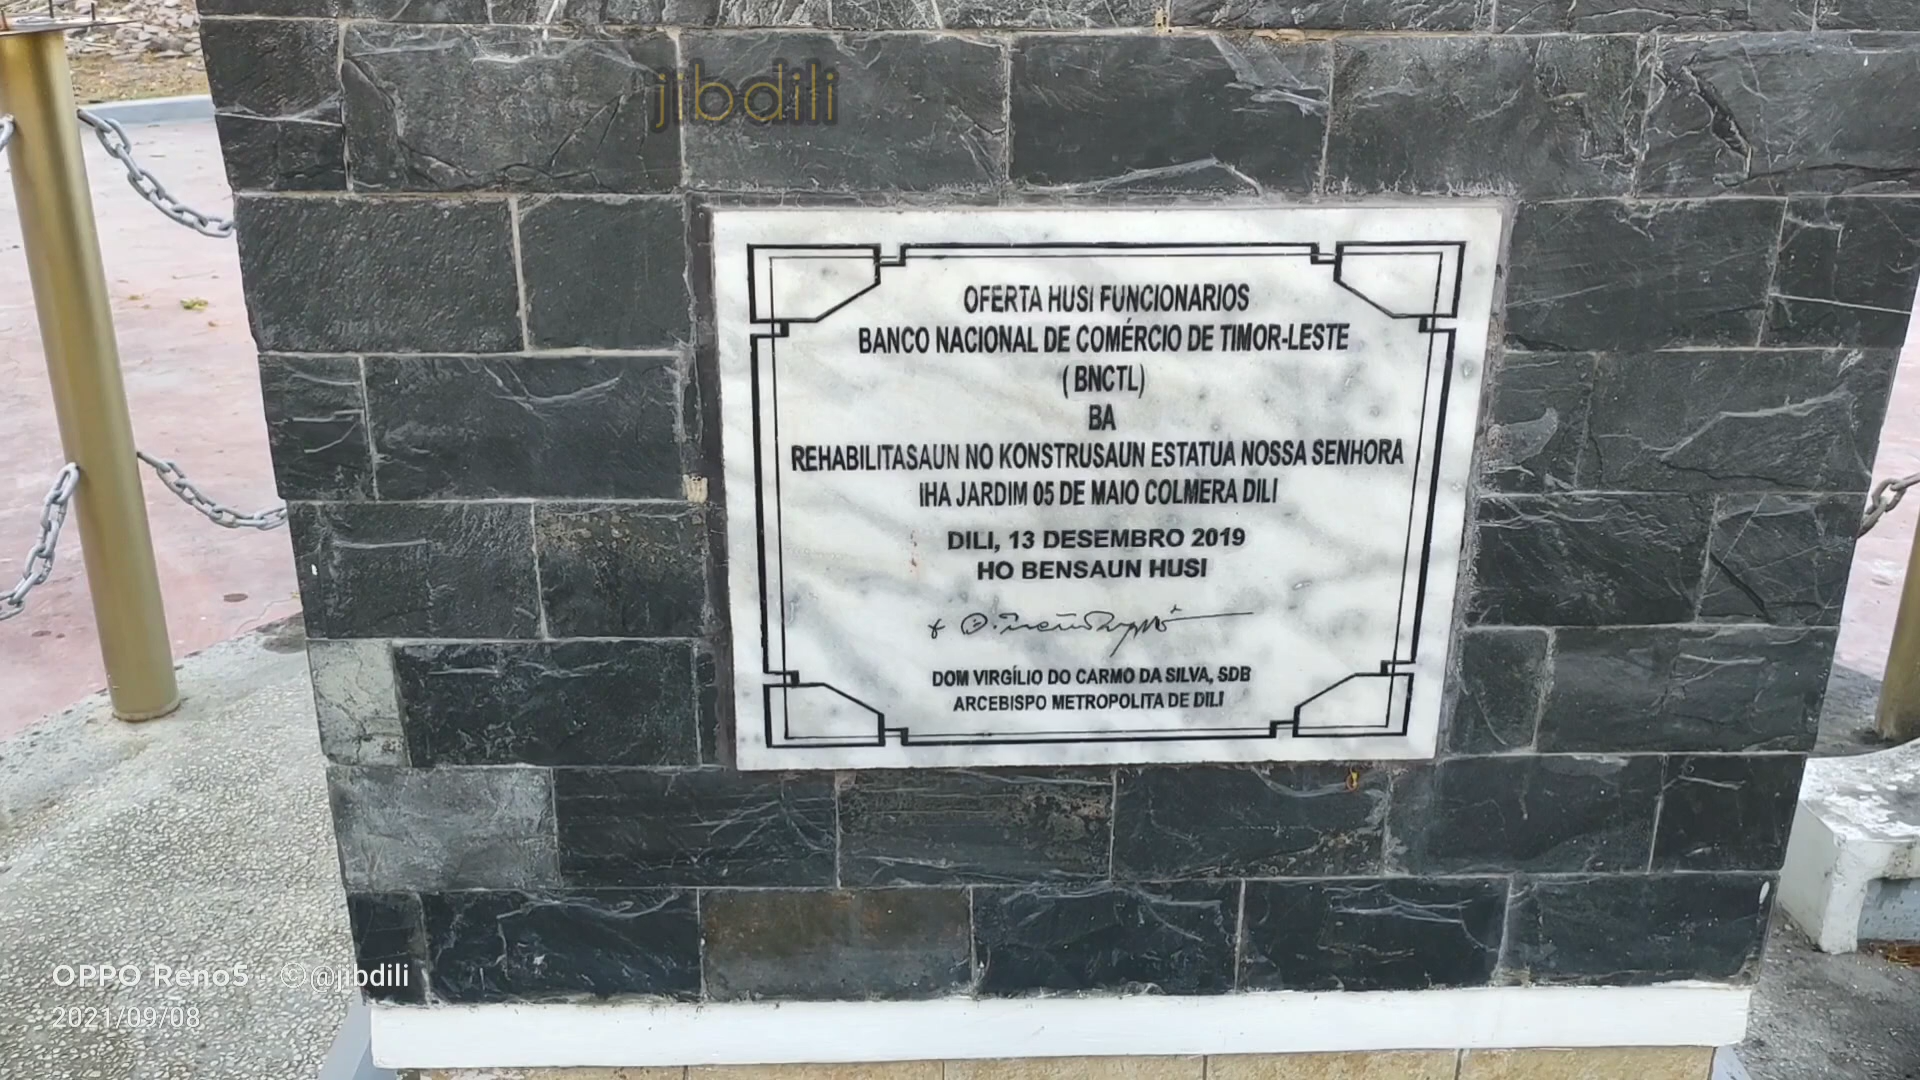 jibdili
OFERTA HUSI FUNCIONARIOS
BANCO NACIONAL DE COMÉRCIO DE TIMOR-LESTE
( BNCTL)
BA
REHABILITASAUN NO KONSTRUSAUN ESTATUA NOSSA SENHORA
IHA JARDIM 05 DE MAIO COLMERA DILI
DILI, 13 DESEMBRO 2019
HO BENSAUN HUSI
DOM VIRGÍLIO DO CARMO DA SILVA, SDB
ARCEBISPO METROPOLITA DE DILI
OPPO Reno5 · ©@jibdili
2021/09/08